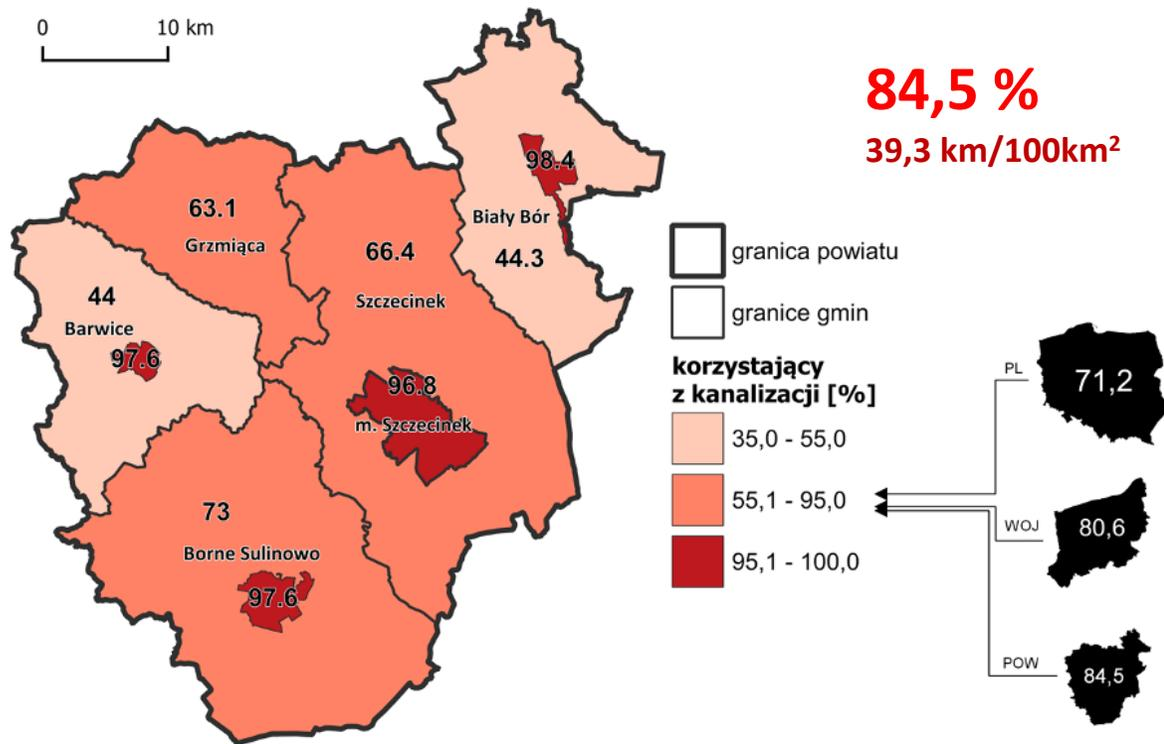 0 10 km
84,5 %
39,3 km/100km²
98.4
Biały Bór
44.3
63.1
Grzmiąca
66.4
Szczecinek
44
Barwice
97.6
96.8
m. Szczecinek
73
Borne Sulinowo
97.6
granica powiatu
granice gmin
korzystający
z kanalizacji [%]
35,0 - 55,0
55,1 - 95,0
95,1 - 100,0
PL
71,2
WOJ
80,6
POW
84,5